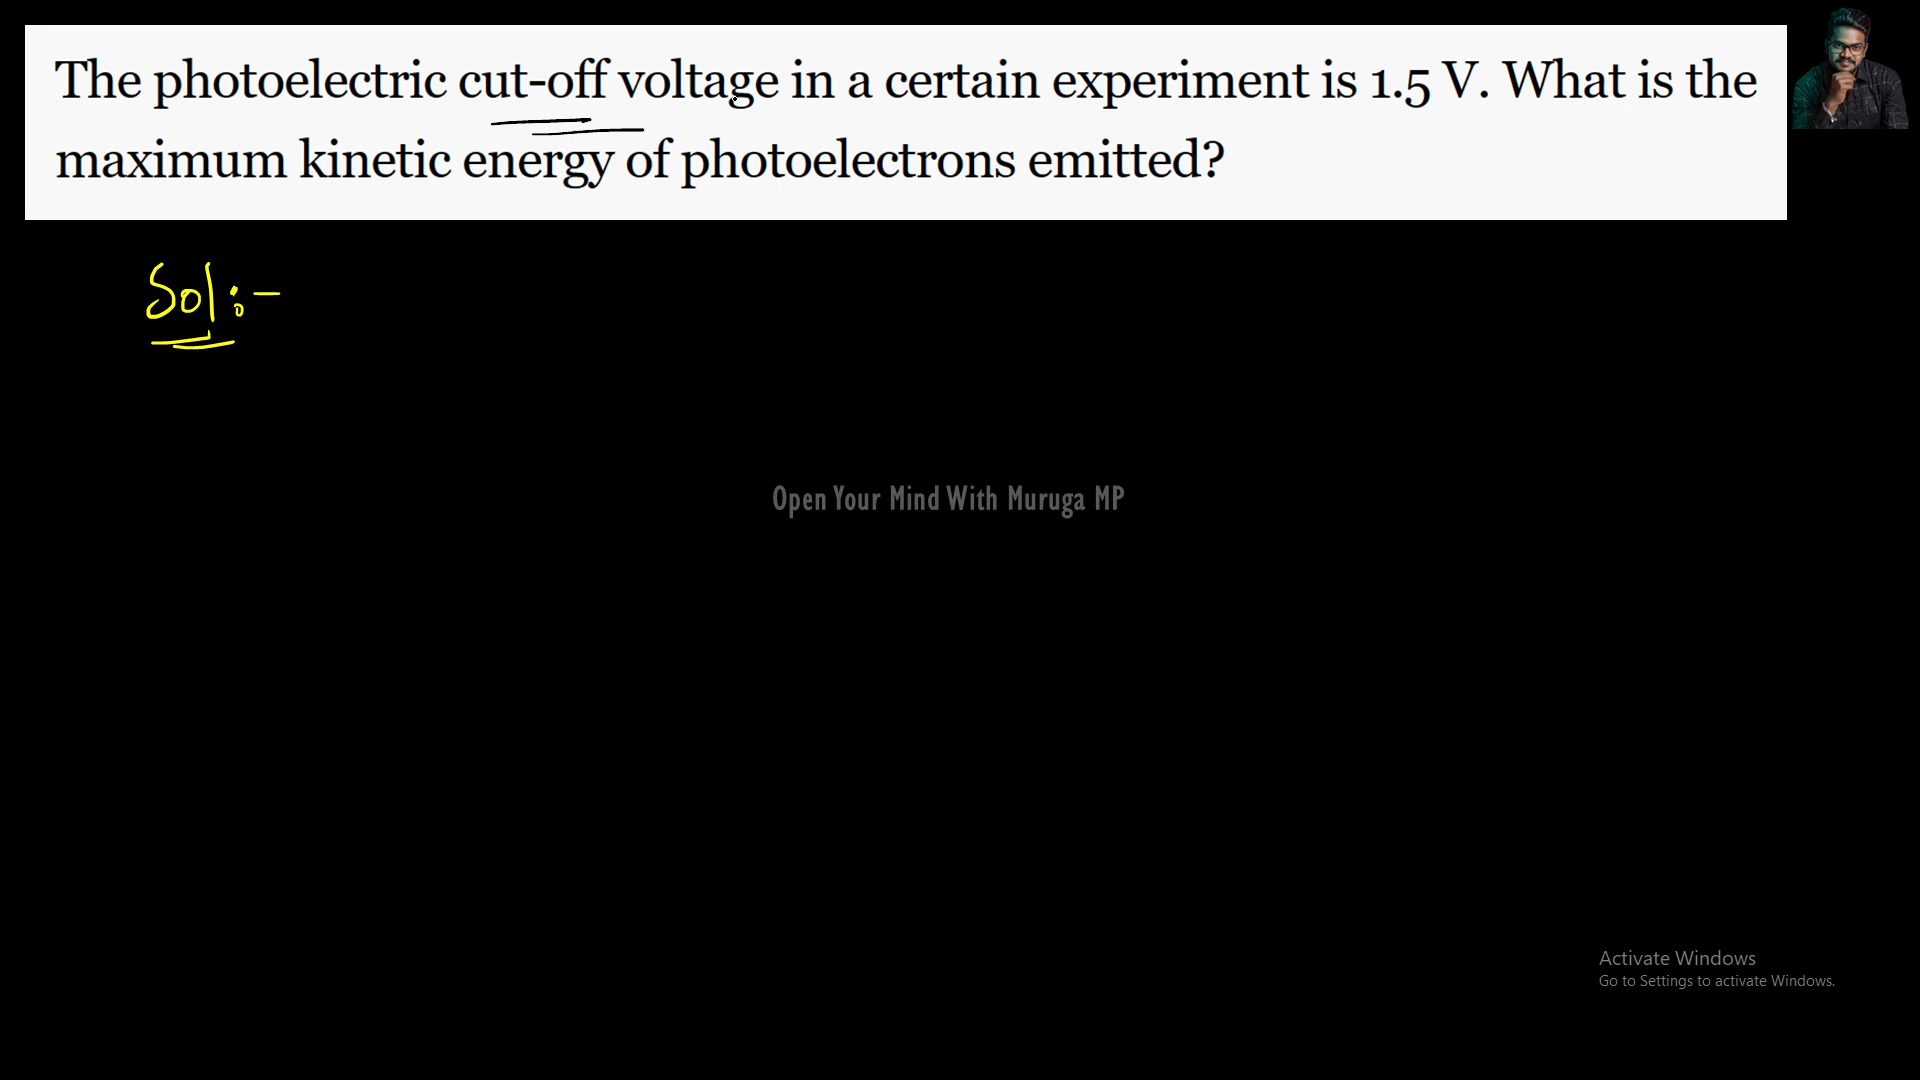 The photoelectric cut-off voltage in a certain experiment is 1.5 V. What is the
maximum kinetic energy of photoelectrons emitted?
Sol:-
Open Your Mind With Muruga MP
Activate Windows
Go to Settings to activate Windows.